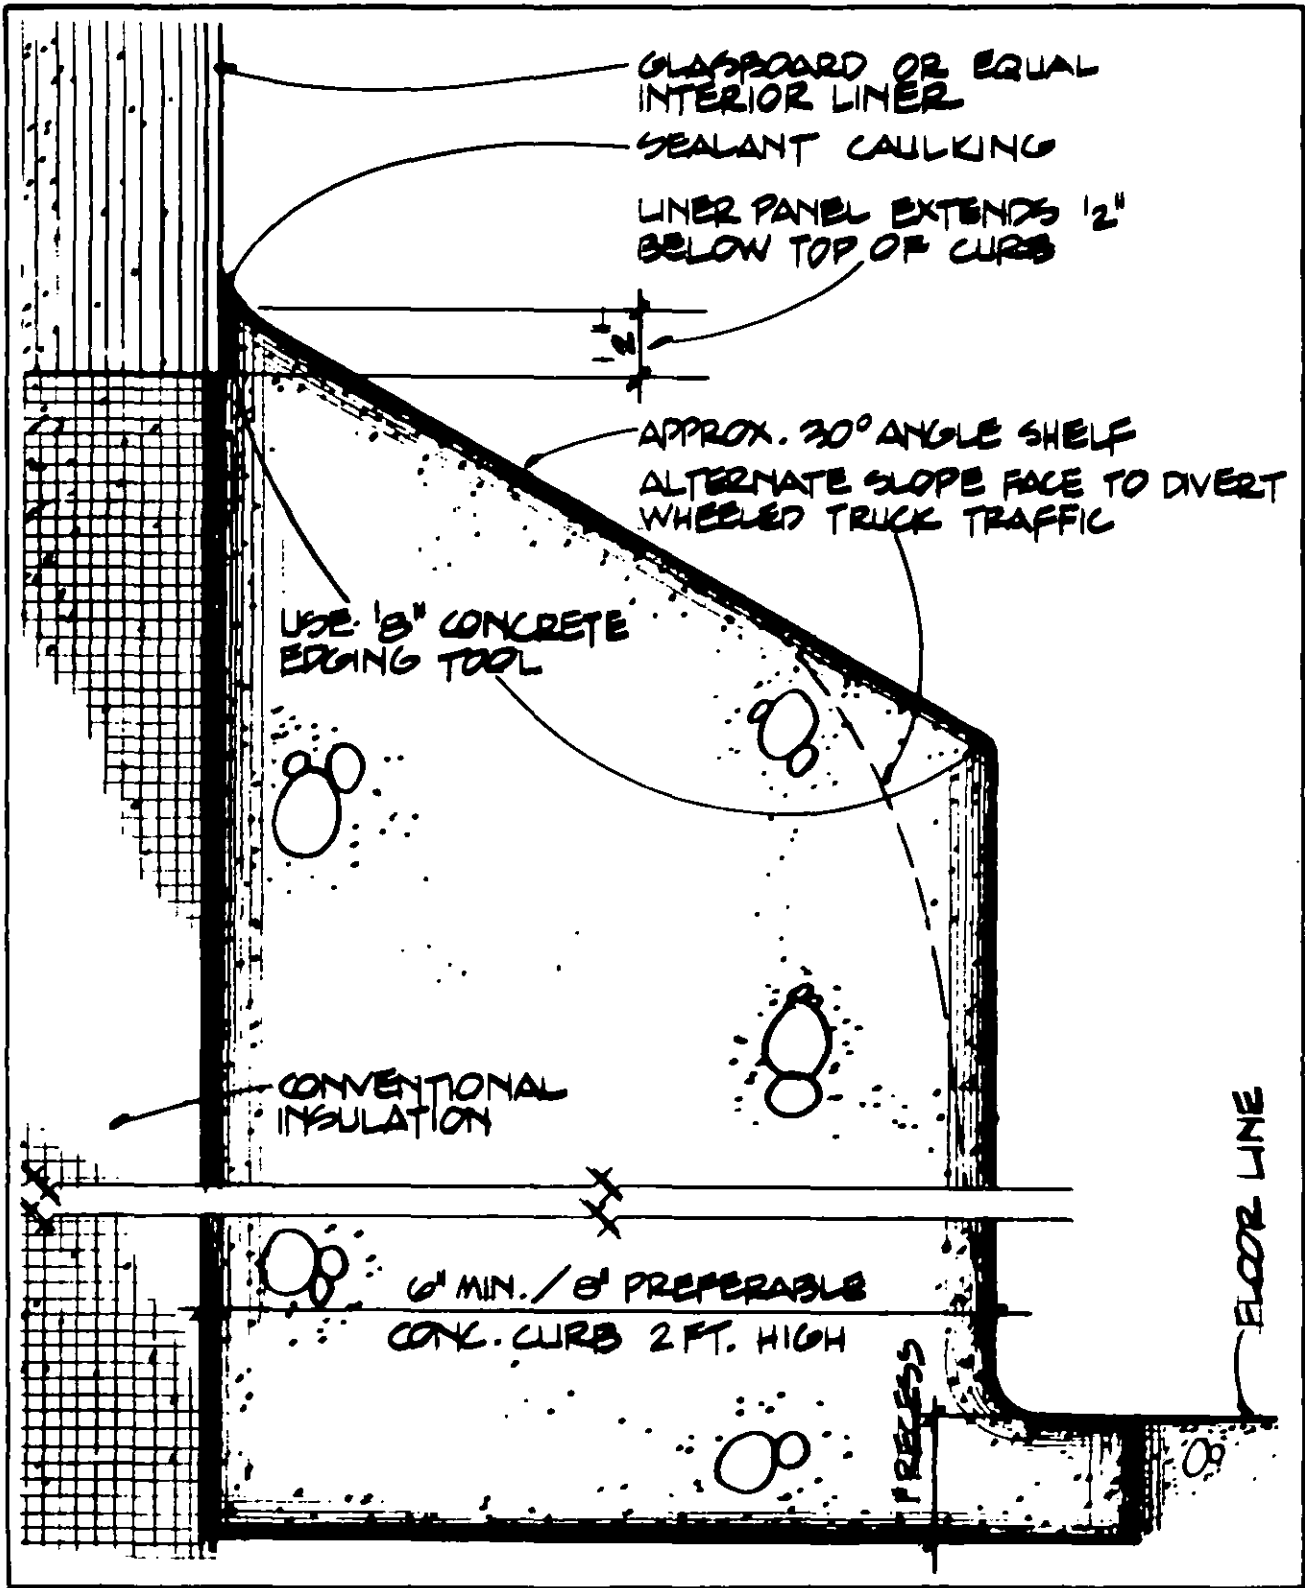 GLASBOARD OR EQUAL
INTERIOR LINER
SEALANT CAULKING
LINER PANEL EXTENDS 1/2"
BELOW TOP OF CURB
1/2"
APPROX. 30° ANGLE SHELF
ALTERNATE SLOPE FACE TO DIVERT
WHEELED TRUCK TRAFFIC
USE 1/8" CONCRETE
EDGING TOOL
CONVENTIONAL
INSULATION
6" MIN. / 8" PREFERABLE
CONC. CURB 2 FT. HIGH
RECESS
FLOOR LINE